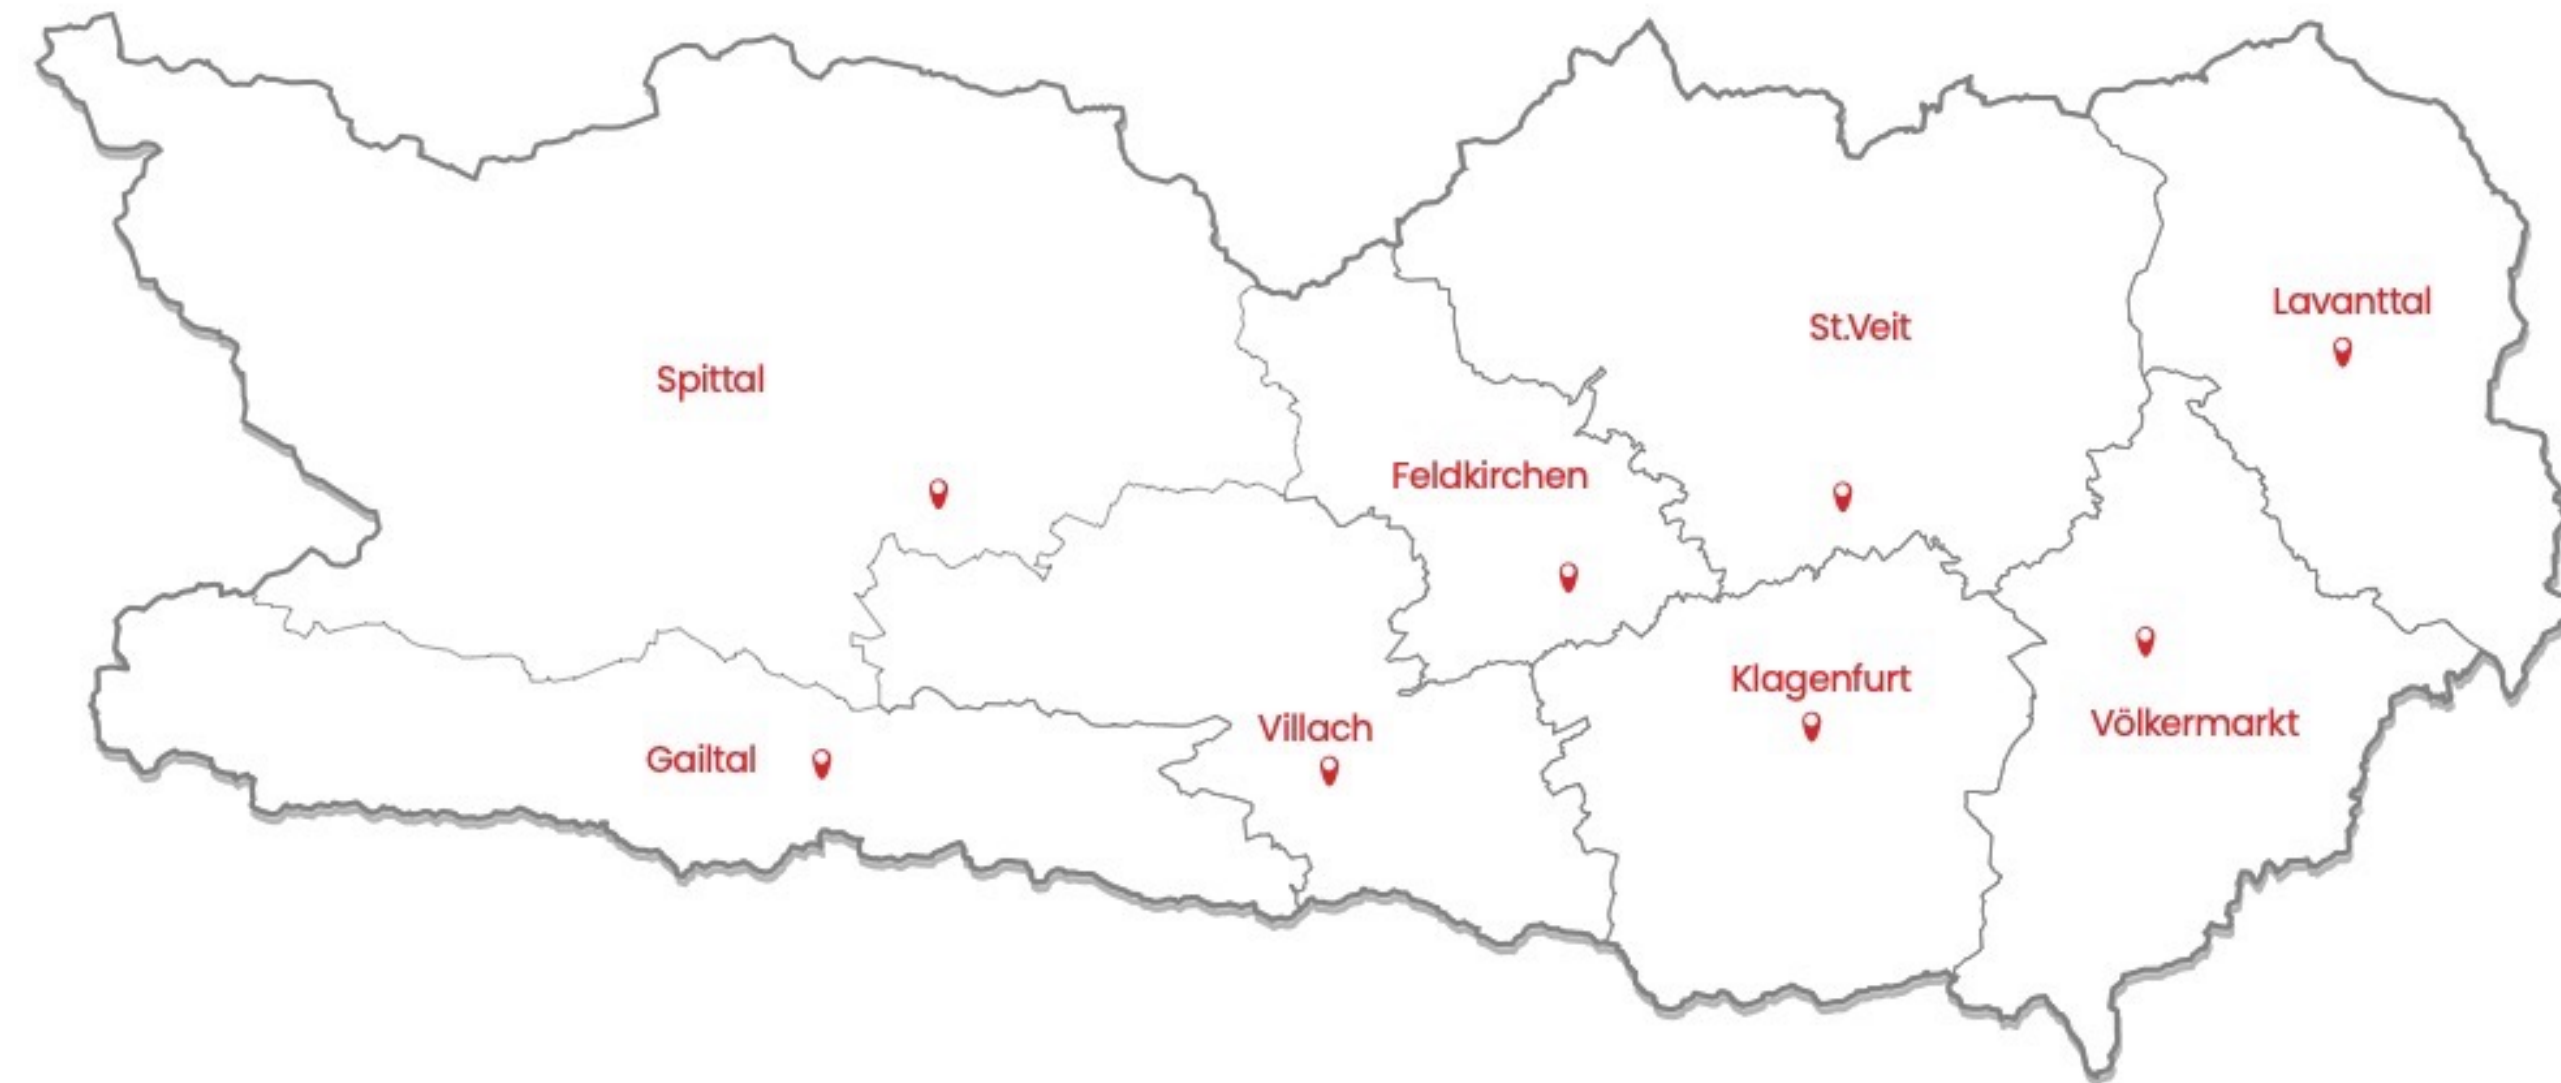 Lavanttal
St.Veit
Spittal
Feldkirchen
Klagenfurt
Völkermarkt
Villach
Gailtal